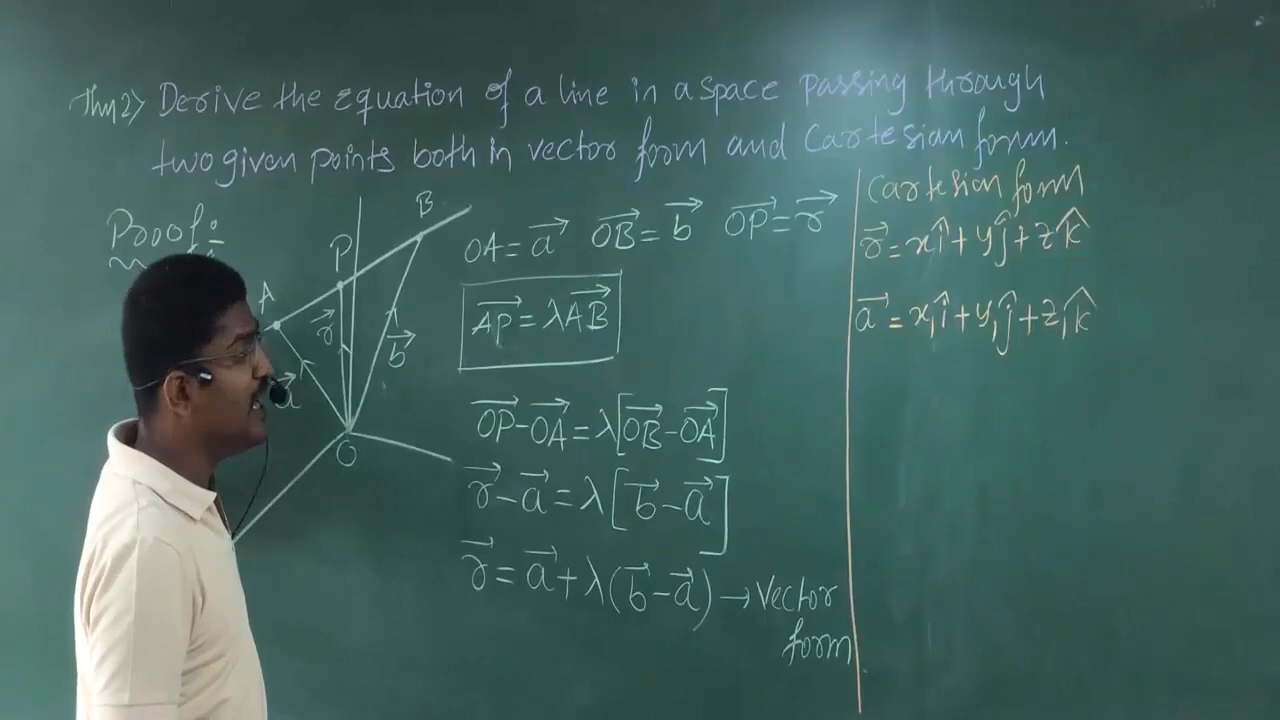 Thm 2) Derive the Equation of a line in a space passing through
two given points both in vector form and Cartesian form.
Proof:
A
P
B
O
a⃗
r⃗
b⃗
OA = a⃗ OB⃗ = b⃗ OP⃗ = r⃗
AP⃗ = λAB⃗
OP⃗ - OA⃗ = λ[OB⃗ - OA⃗]
r⃗ - a⃗ = λ[b⃗ - a⃗]
r⃗ = a⃗ + λ(b⃗ - a⃗) → Vector
form
Cartesian form
r⃗ = xî + yĵ + zk̂
a⃗ = x₁î + y₁ĵ + z₁k̂